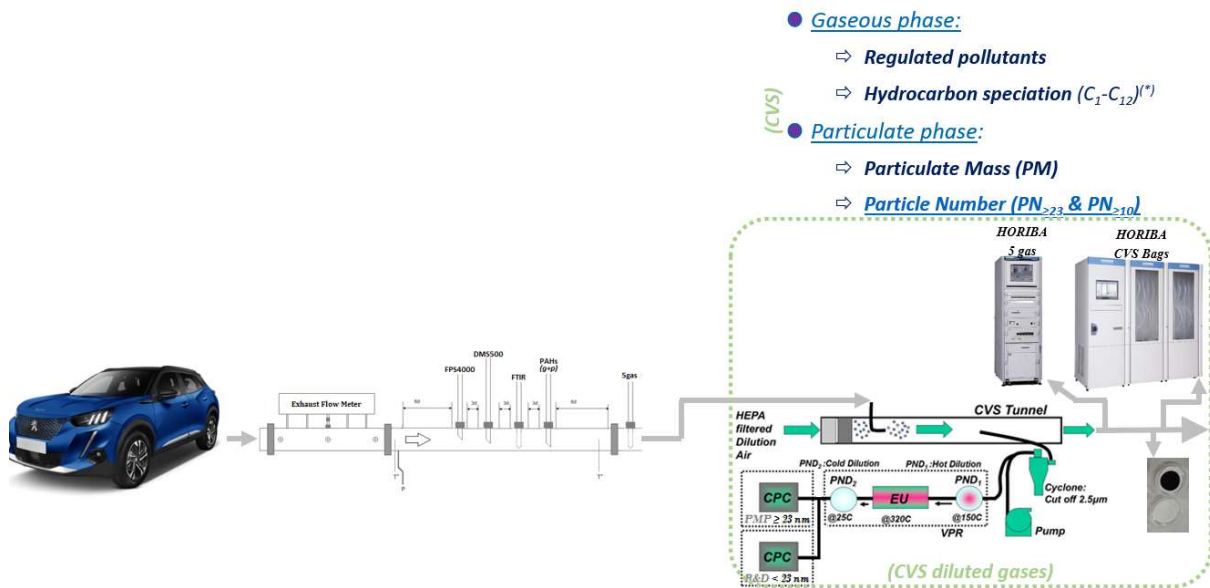 Gaseous phase:
⇨ Regulated pollutants
⇨ Hydrocarbon speciation (C1-C12)(*)
(CVS)
Particulate phase:
⇨ Particulate Mass (PM)
⇨ Particle Number (PN≥23 & PN≥10)
HORIBA
5 gas
HORIBA
CVS Bags
Exhaust Flow Meter
FPS4000
DMS500
FTIR
PAHs
(g+p)
5gas
T°
P
T°
HEPA
filtered
Dilution
Air
CVS Tunnel
PND2 :Cold Dilution
PND1 :Hot Dilution
PND2
EU
PND1
@25C
@320C
@150C
VPR
CPC
PMP ≥ 23 nm
CPC
R&D < 23 nm
Cyclone:
Cut off 2.5µm
Pump
(CVS diluted gases)